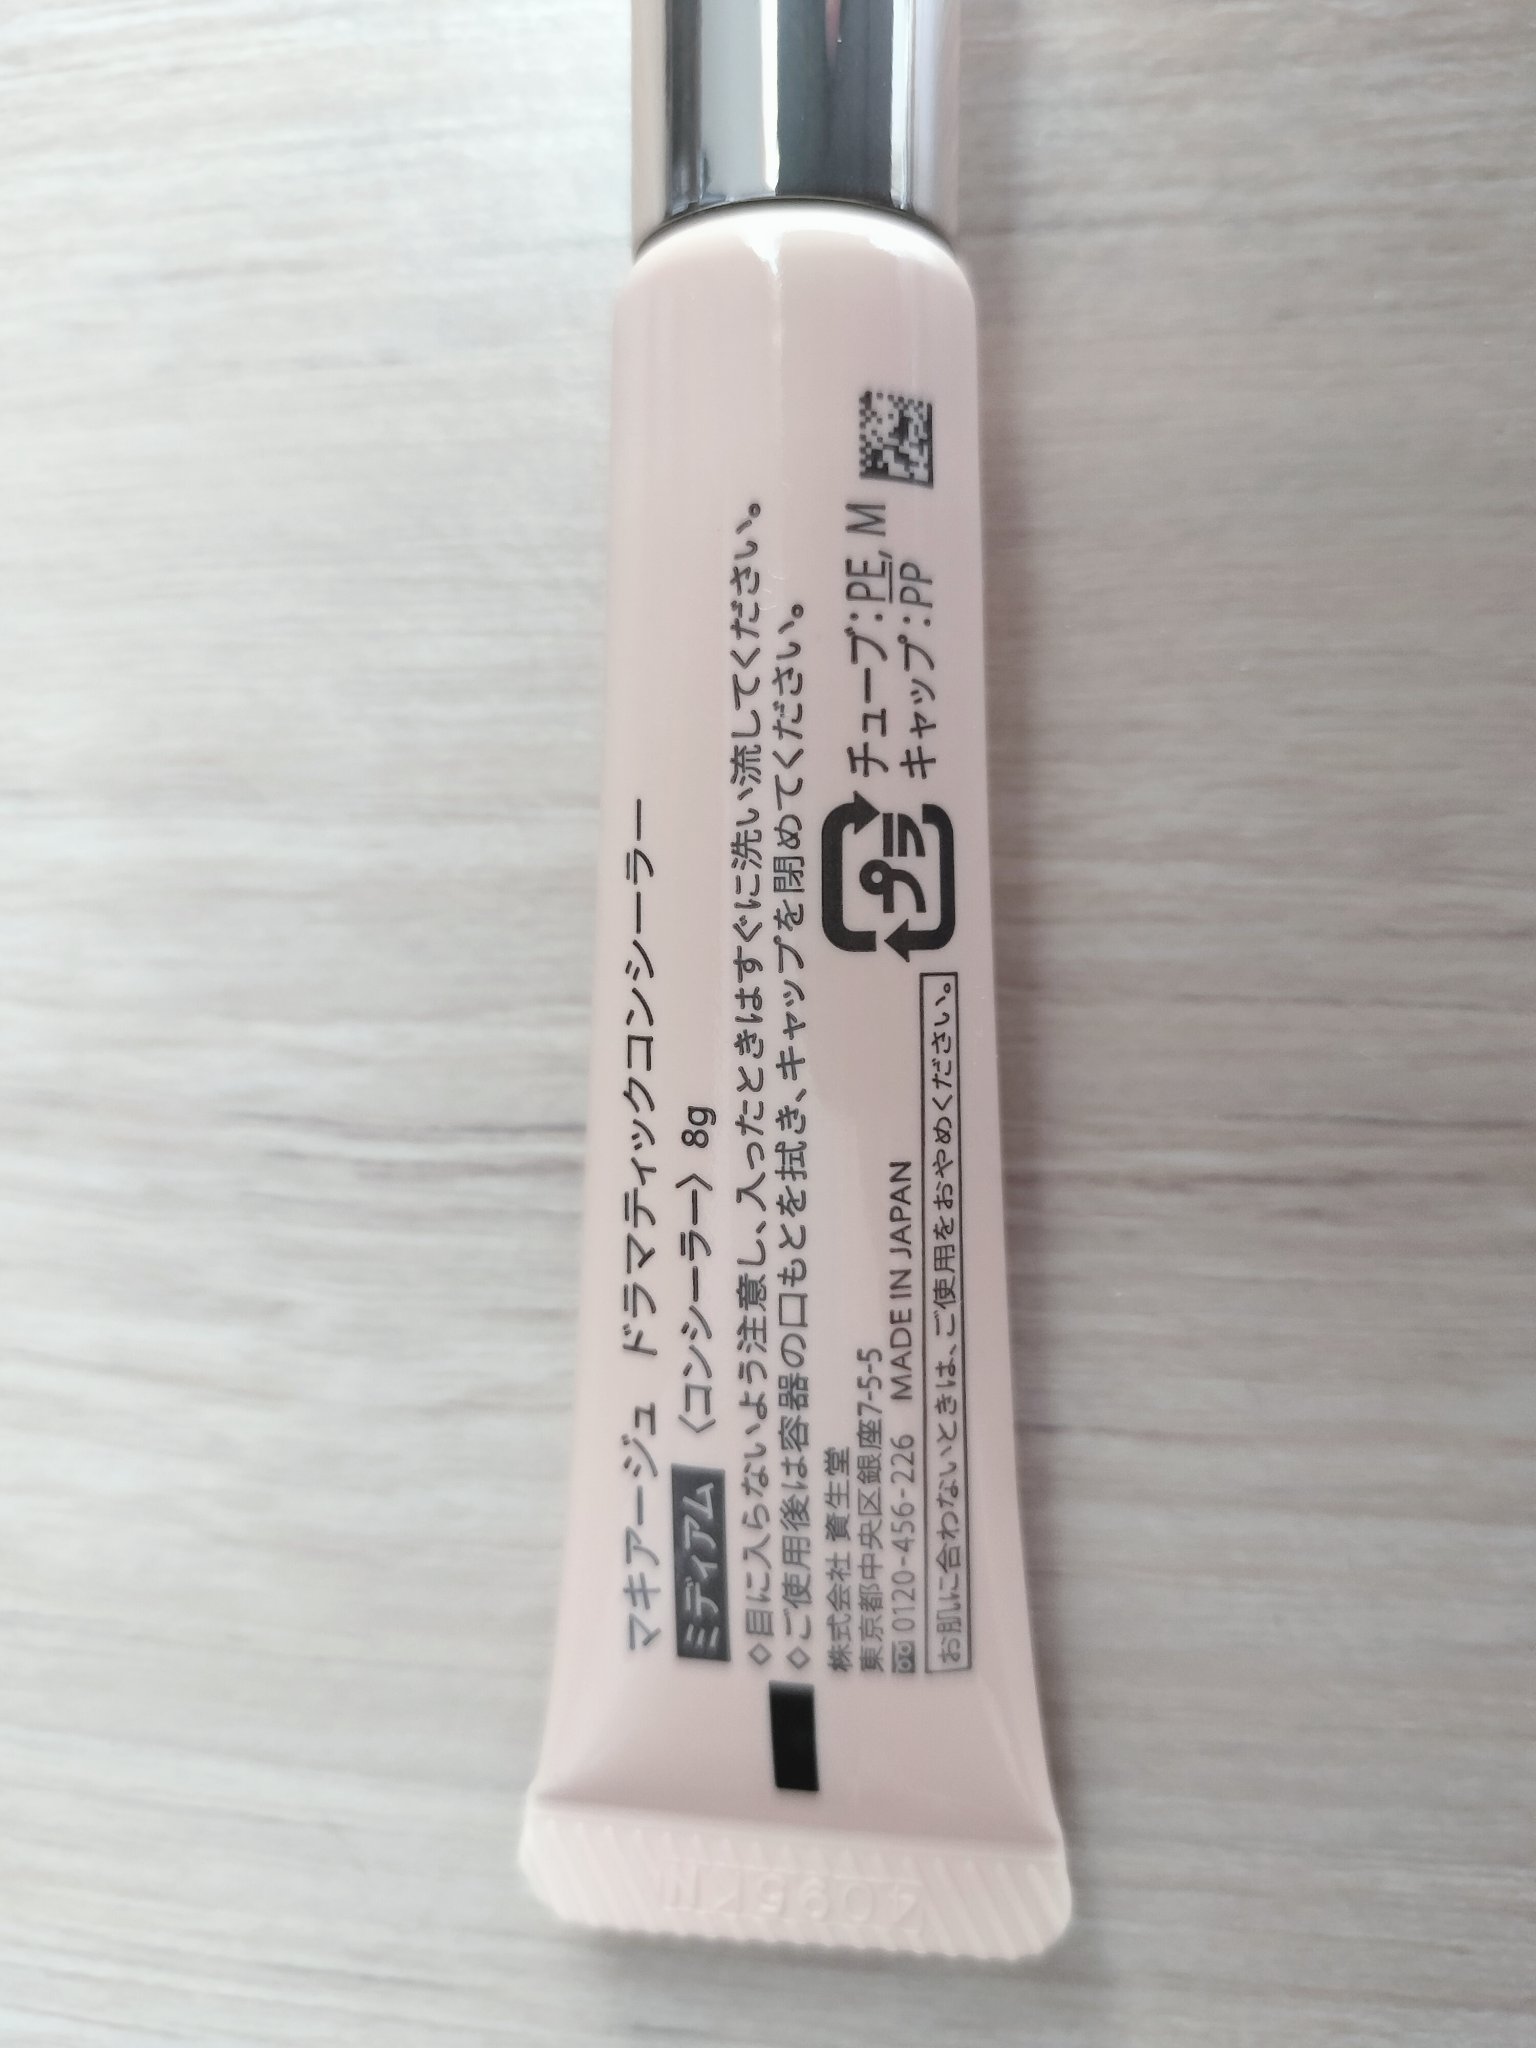 マキアージュ ドラマティックコンシーラー
ミディアム 〈コンシーラー〉 8g
◇目に入らないよう注意し、入ったときはすぐに洗い流してください。
◇ご使用後は容器の口もとを拭き、キャップを閉めてください。
株式会社 資生堂
東京都中央区銀座7-5-5
0120-456-226 MADE IN JAPAN
お肌に合わないときは、ご使用をおやめください。
プラ
チューブ:PE, M
キャップ:PP